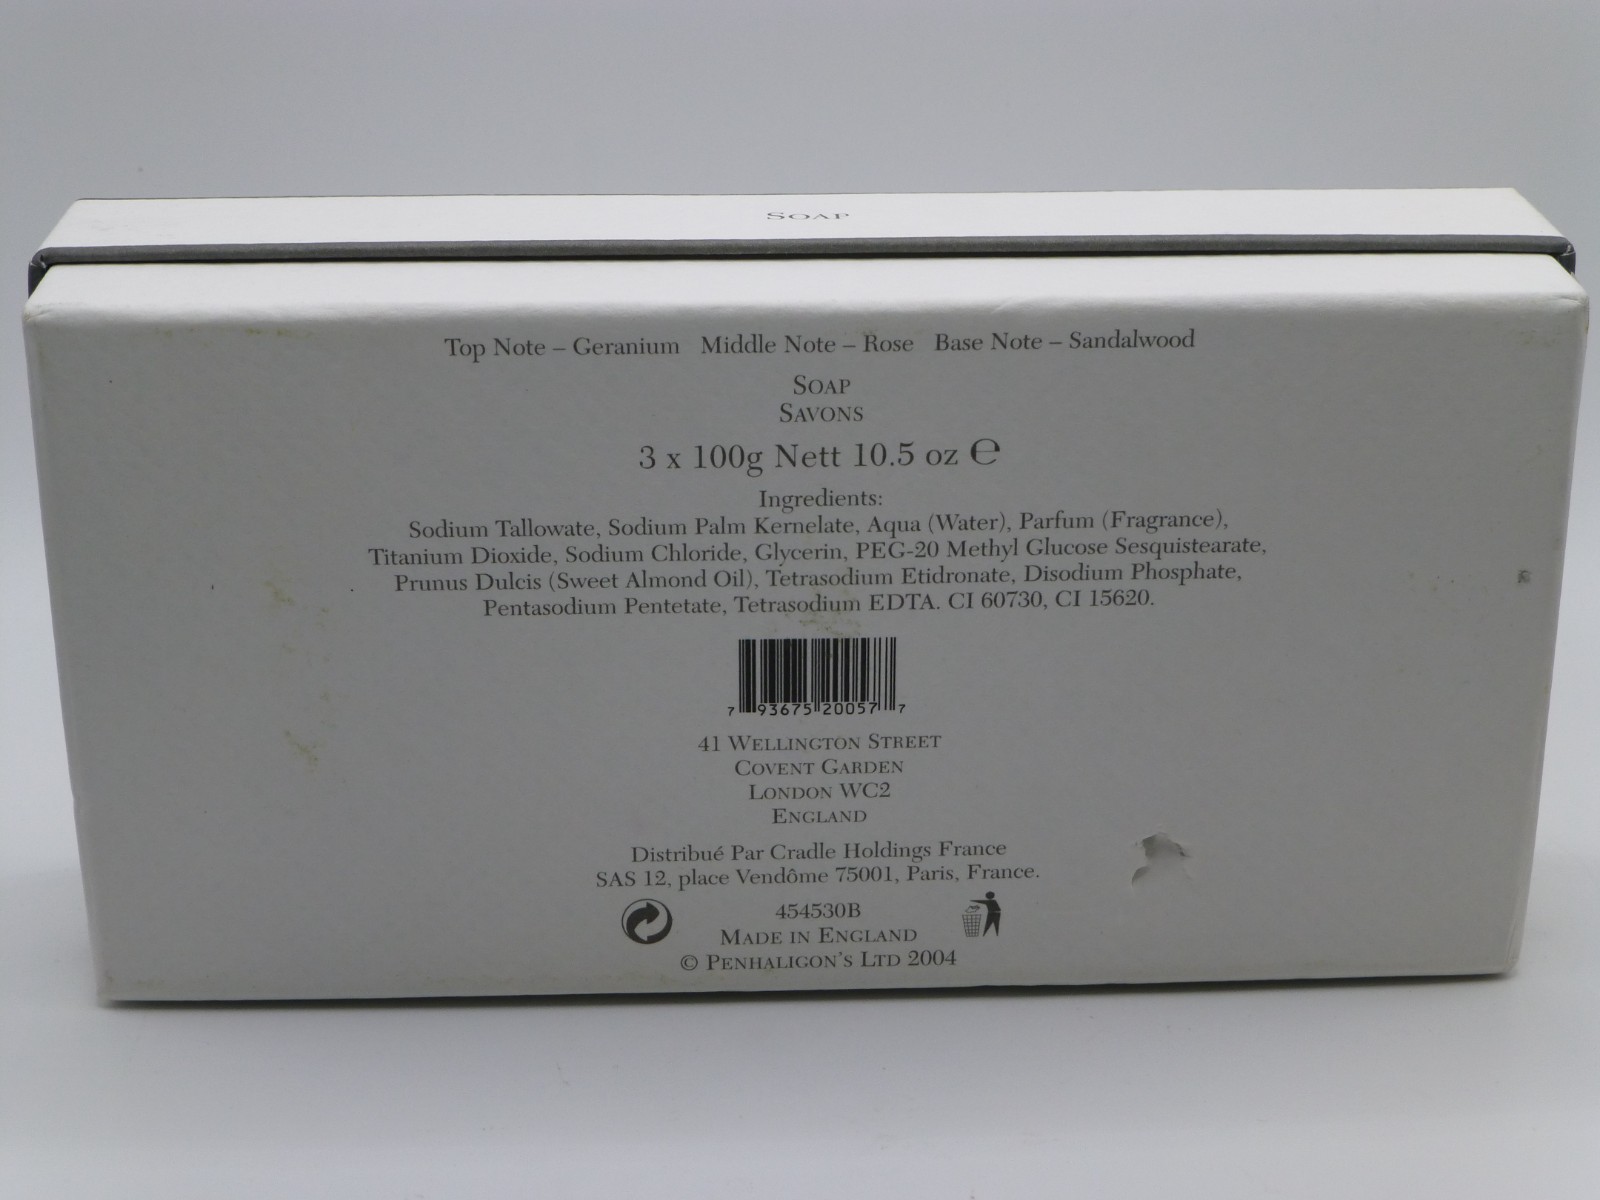 SOAP
Top Note – Geranium Middle Note – Rose Base Note – Sandalwood
SOAP
SAVONS
3 x 100g Nett 10.5 oz ℮
Ingredients:
Sodium Tallowate, Sodium Palm Kernelate, Aqua (Water), Parfum (Fragrance),
Titanium Dioxide, Sodium Chloride, Glycerin, PEG-20 Methyl Glucose Sesquistearate,
Prunus Dulcis (Sweet Almond Oil), Tetrasodium Etidronate, Disodium Phosphate,
Pentasodium Pentetate, Tetrasodium EDTA. CI 60730, CI 15620.
7 93675 20057 7
41 WELLINGTON STREET
COVENT GARDEN
LONDON WC2
ENGLAND
Distribué Par Cradle Holdings France
SAS 12, place Vendôme 75001, Paris, France.
454530B
MADE IN ENGLAND
© PENHALIGON'S LTD 2004